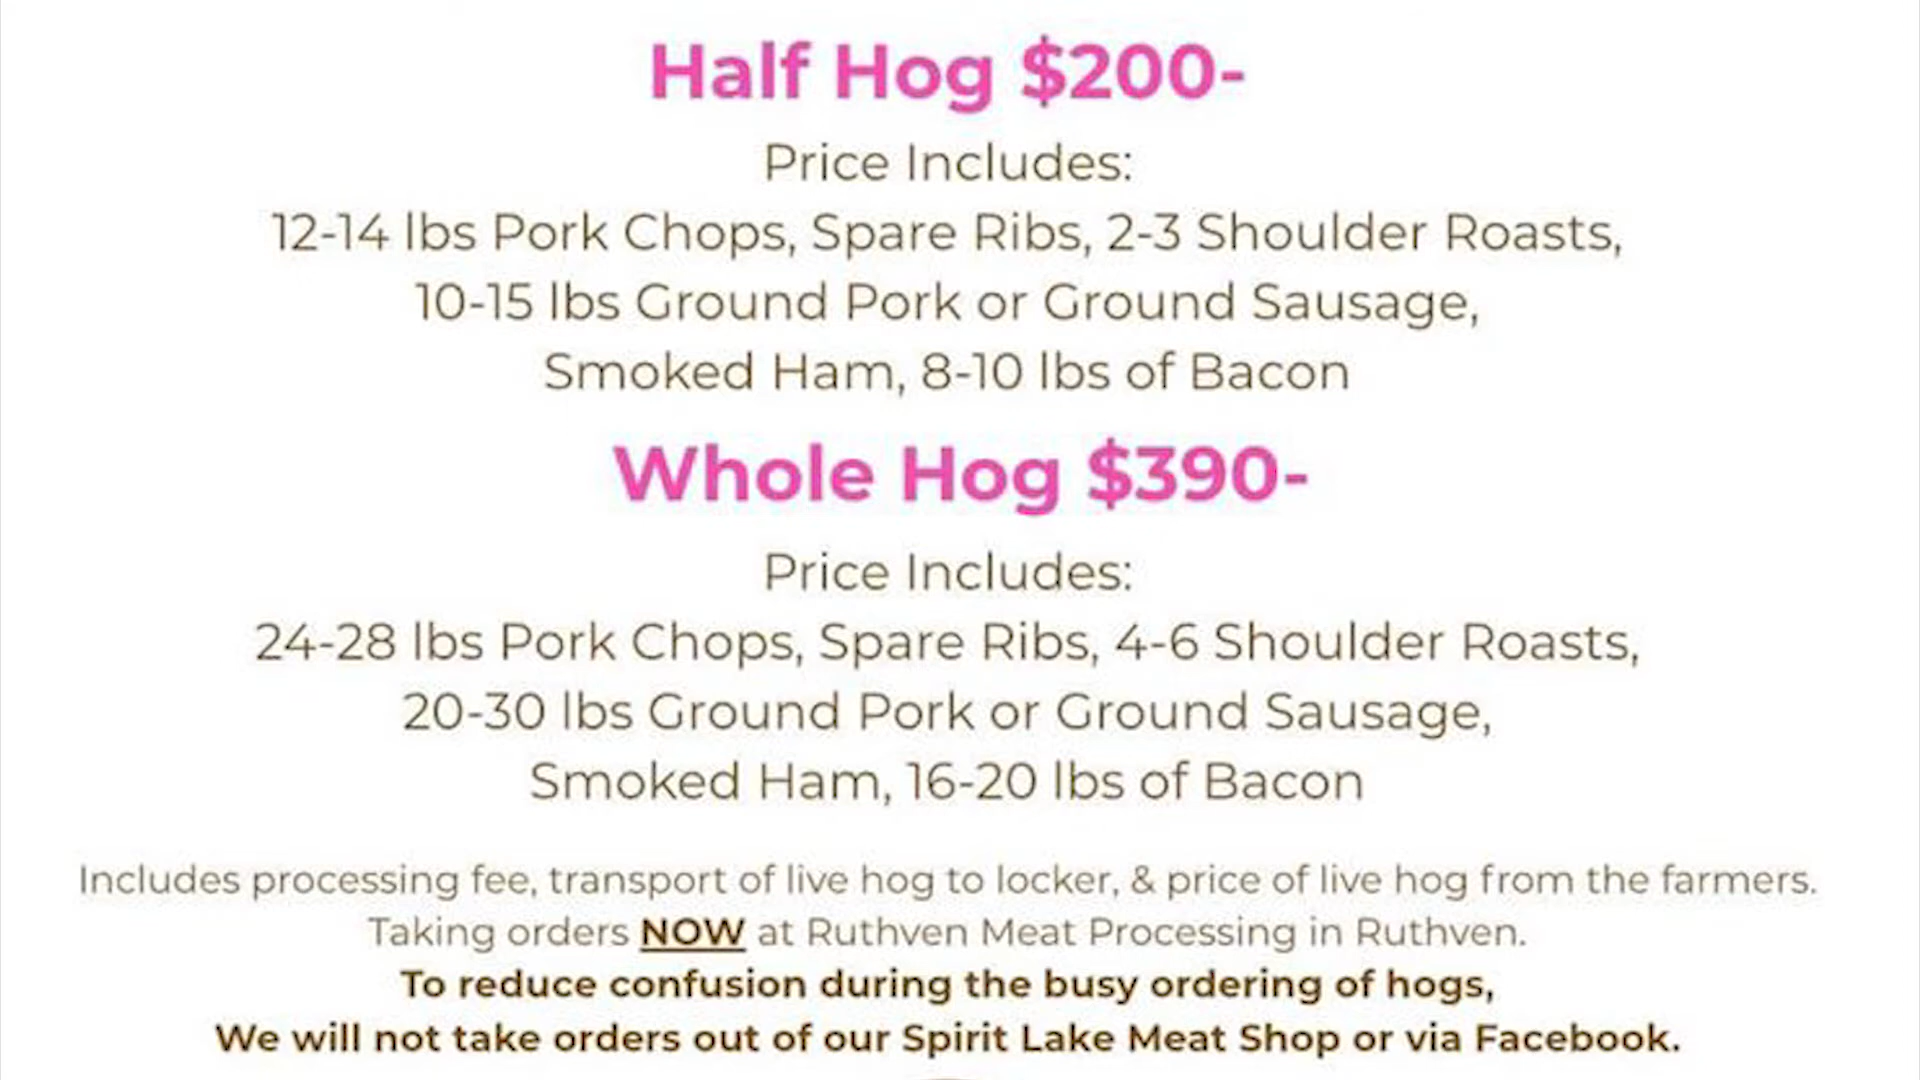 Half Hog $200-
Price Includes:
12-14 lbs Pork Chops, Spare Ribs, 2-3 Shoulder Roasts,
10-15 lbs Ground Pork or Ground Sausage,
Smoked Ham, 8-10 lbs of Bacon
Whole Hog $390-
Price Includes:
24-28 lbs Pork Chops, Spare Ribs, 4-6 Shoulder Roasts,
20-30 lbs Ground Pork or Ground Sausage,
Smoked Ham, 16-20 lbs of Bacon
Includes processing fee, transport of live hog to locker, & price of live hog from the farmers.
Taking orders NOW at Ruthven Meat Processing in Ruthven.
To reduce confusion during the busy ordering of hogs,
We will not take orders out of our Spirit Lake Meat Shop or via Facebook.